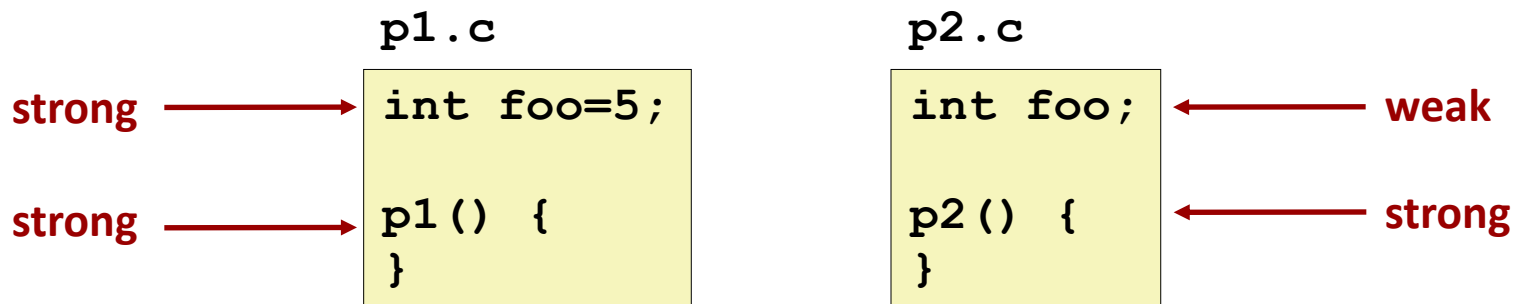 p1.c p2.c
strong int foo=5; int foo; weak
strong p1() { p2() { strong
} }